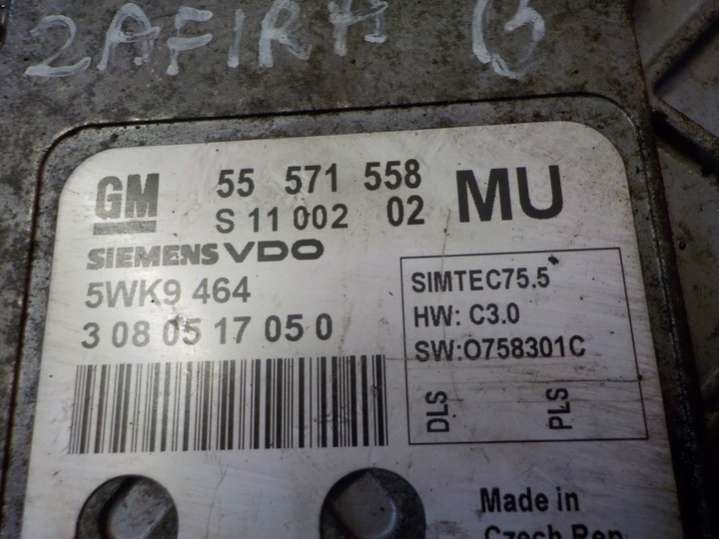 ZAFIRA B
GM 55 571 558 MU
S 11 002 02
SIEMENS VDO
5WK9 464
3 08 05 17 05 0
SIMTEC75.5
HW: C3.0
SW:O758301C
DLS PLS
Made in
Czech Rep